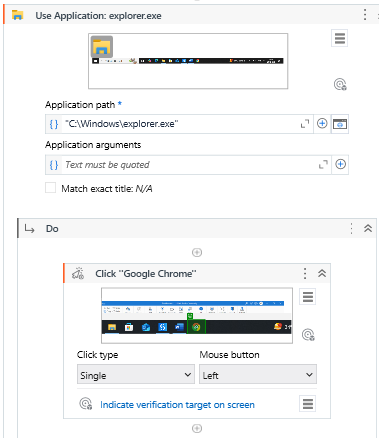 Use Application: explorer.exe
Application path *
"C:\Windows\explorer.exe"
Application arguments
Text must be quoted
Match exact title: N/A
Do
Click "Google Chrome"
Click type
Mouse button
Single
Left
Indicate verification target on screen